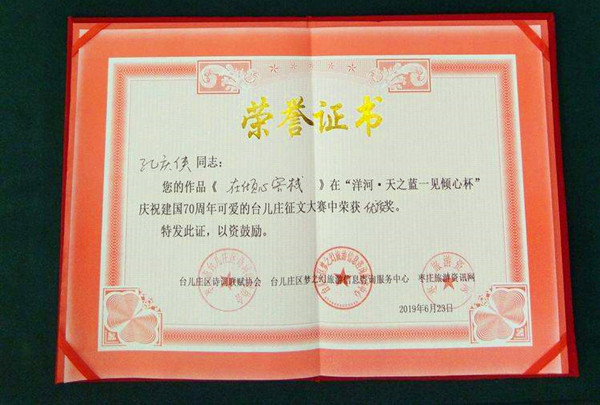 荣誉证书
孔庆侠同志:
您的作品《在倾心客栈》在“洋河·天之蓝一见倾心杯”
庆祝建国70周年可爱的台儿庄征文大赛中荣获优秀奖。
特发此证,以资鼓励。
台儿庄区诗词联赋协会 台儿庄区梦之幻旅游信息咨询服务中心 枣庄旅游资讯网
2019年6月23日